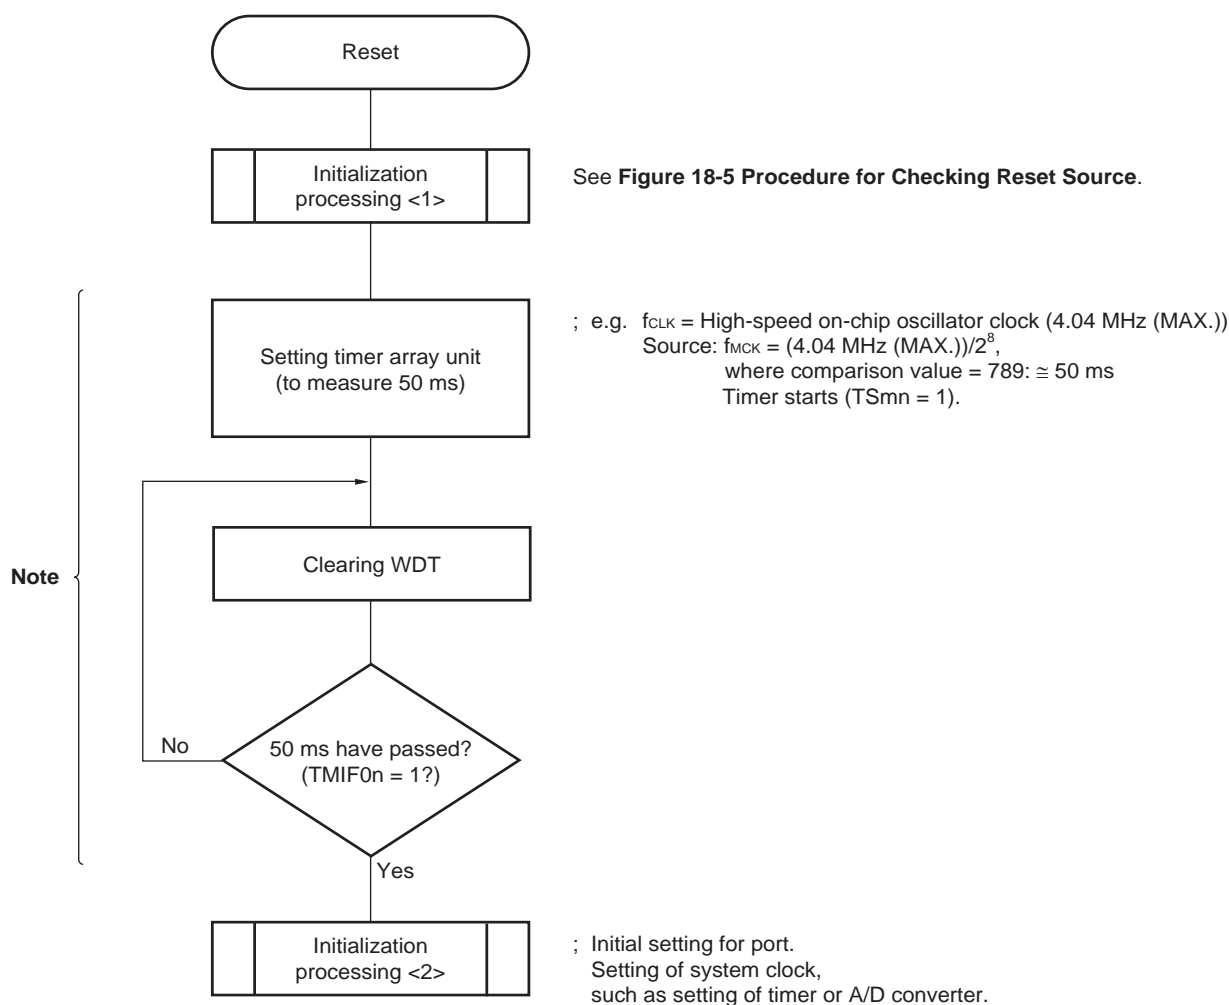 Reset
Initialization
processing <1>
See Figure 18-5 Procedure for Checking Reset Source.
Setting timer array unit
(to measure 50 ms)
; e.g. fCLK = High-speed on-chip oscillator clock (4.04 MHz (MAX.))
Source: fMCK = (4.04 MHz (MAX.))/2⁸,
where comparison value = 789: ≅ 50 ms
Timer starts (TSmn = 1).
Note
Clearing WDT
No
50 ms have passed?
(TMIF0n = 1?)
Yes
Initialization
processing <2>
; Initial setting for port.
Setting of system clock,
such as setting of timer or A/D converter.